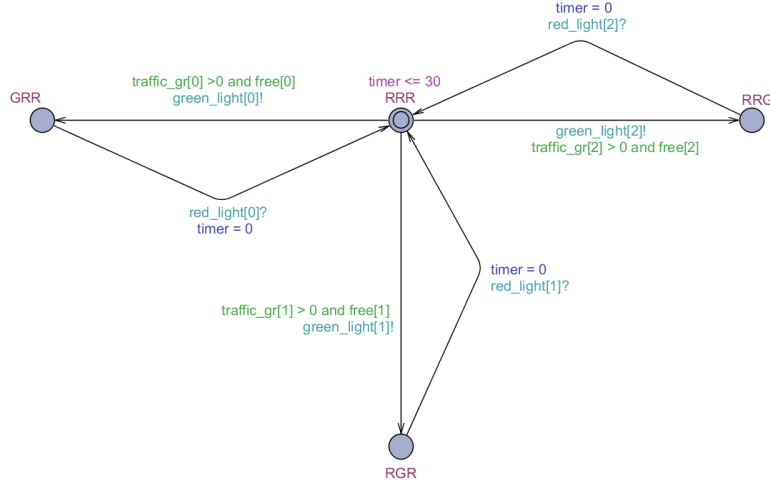 timer = 0
red_light[2]?
traffic_gr[0] >0 and free[0]
green_light[0]!
timer <= 30
GRR
RRR
RRG
green_light[2]!
traffic_gr[2] > 0 and free[2]
red_light[0]?
timer = 0
timer = 0
red_light[1]?
traffic_gr[1] > 0 and free[1]
green_light[1]!
RGR